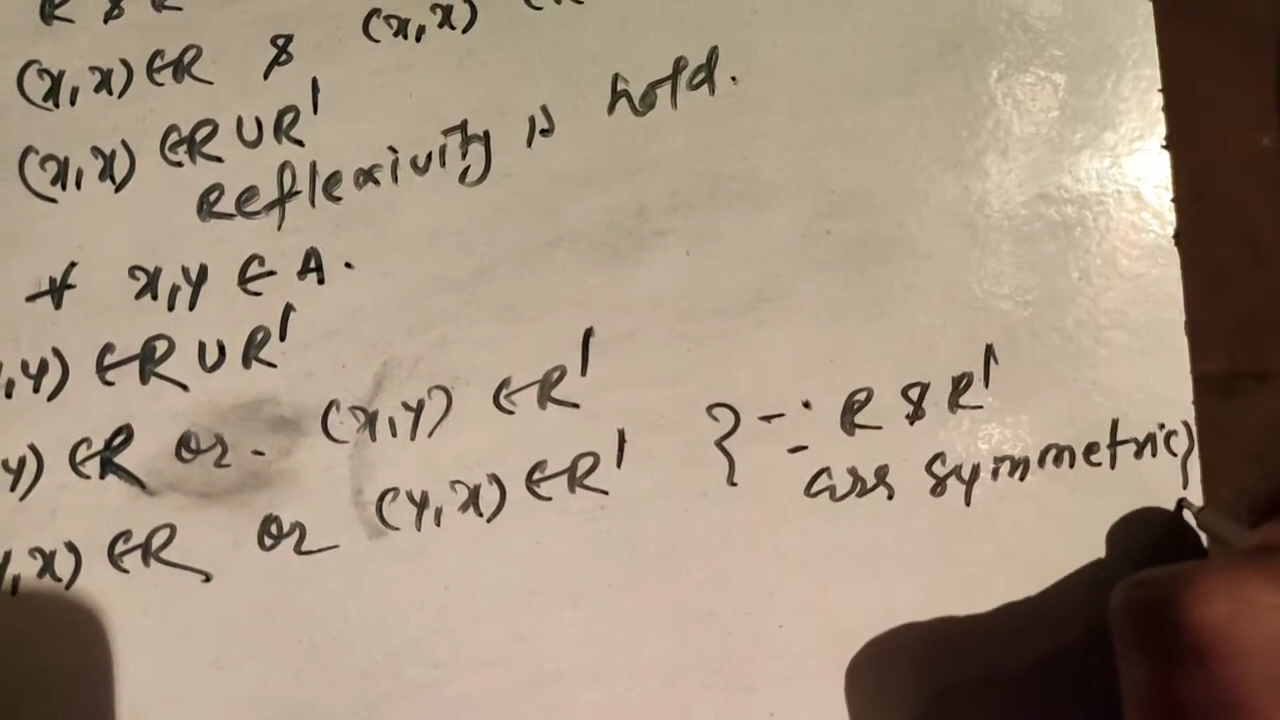 R & R
(x,x) ∈R & (x,x)
(x,x) ∈R∪R'
Reflexivity is hold.
∀ x,y ∈ A.
,y) ∈R∪R'
y) ∈R or (x,y) ∈R' {∵ R & R'
,x) ∈R or (y,x) ∈R' are symmetric}